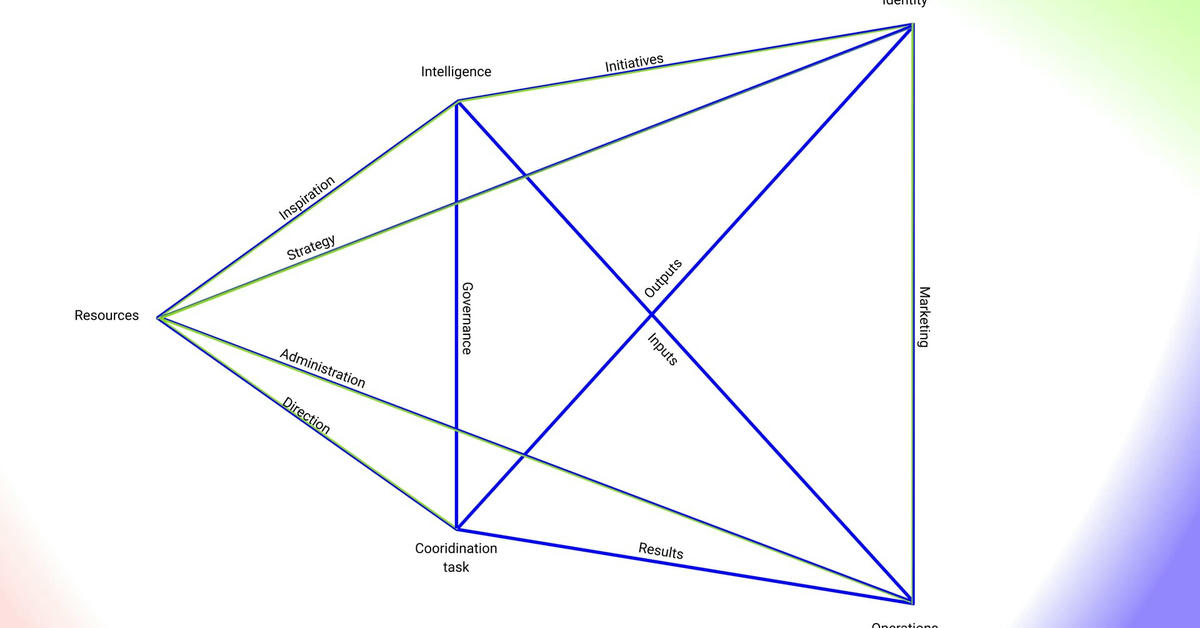 Identity
Initiatives
Intelligence
Inspiration
Strategy
Outputs
Governance
Marketing
Resources
Inputs
Administration
Direction
Results
Cooridination
task
Operations